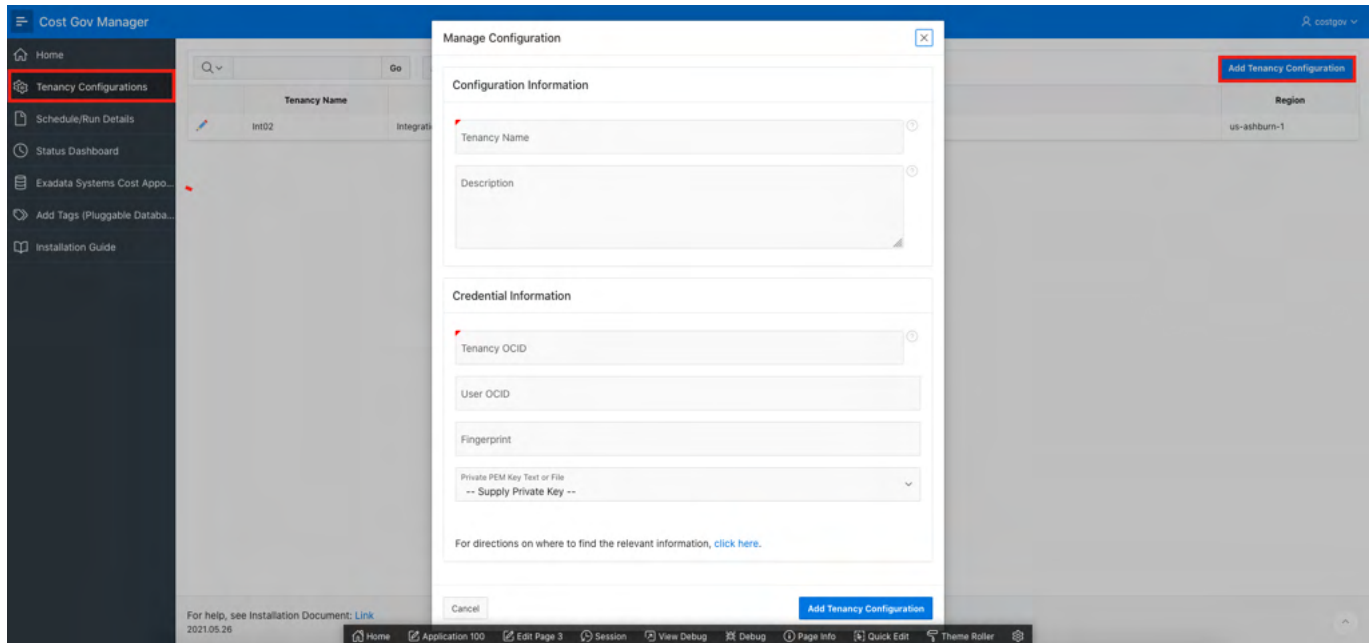 Cost Gov Manager
costgov
Home
Tenancy Configurations
Schedule/Run Details
Status Dashboard
Exadata Systems Cost Appo...
Add Tags (Pluggable Databa...
Installation Guide
Go
Add Tenancy Configuration
Tenancy Name
Region
Int02
Integrati
us-ashburn-1
Manage Configuration
Configuration Information
Tenancy Name
Description
Credential Information
Tenancy OCID
User OCID
Fingerprint
Private PEM Key Text or File
-- Supply Private Key --
For directions on where to find the relevant information, click here.
Cancel
Add Tenancy Configuration
For help, see Installation Document: Link
2021.05.26
Home Application 100 Edit Page 3 Session View Debug Debug Page Info Quick Edit Theme Roller